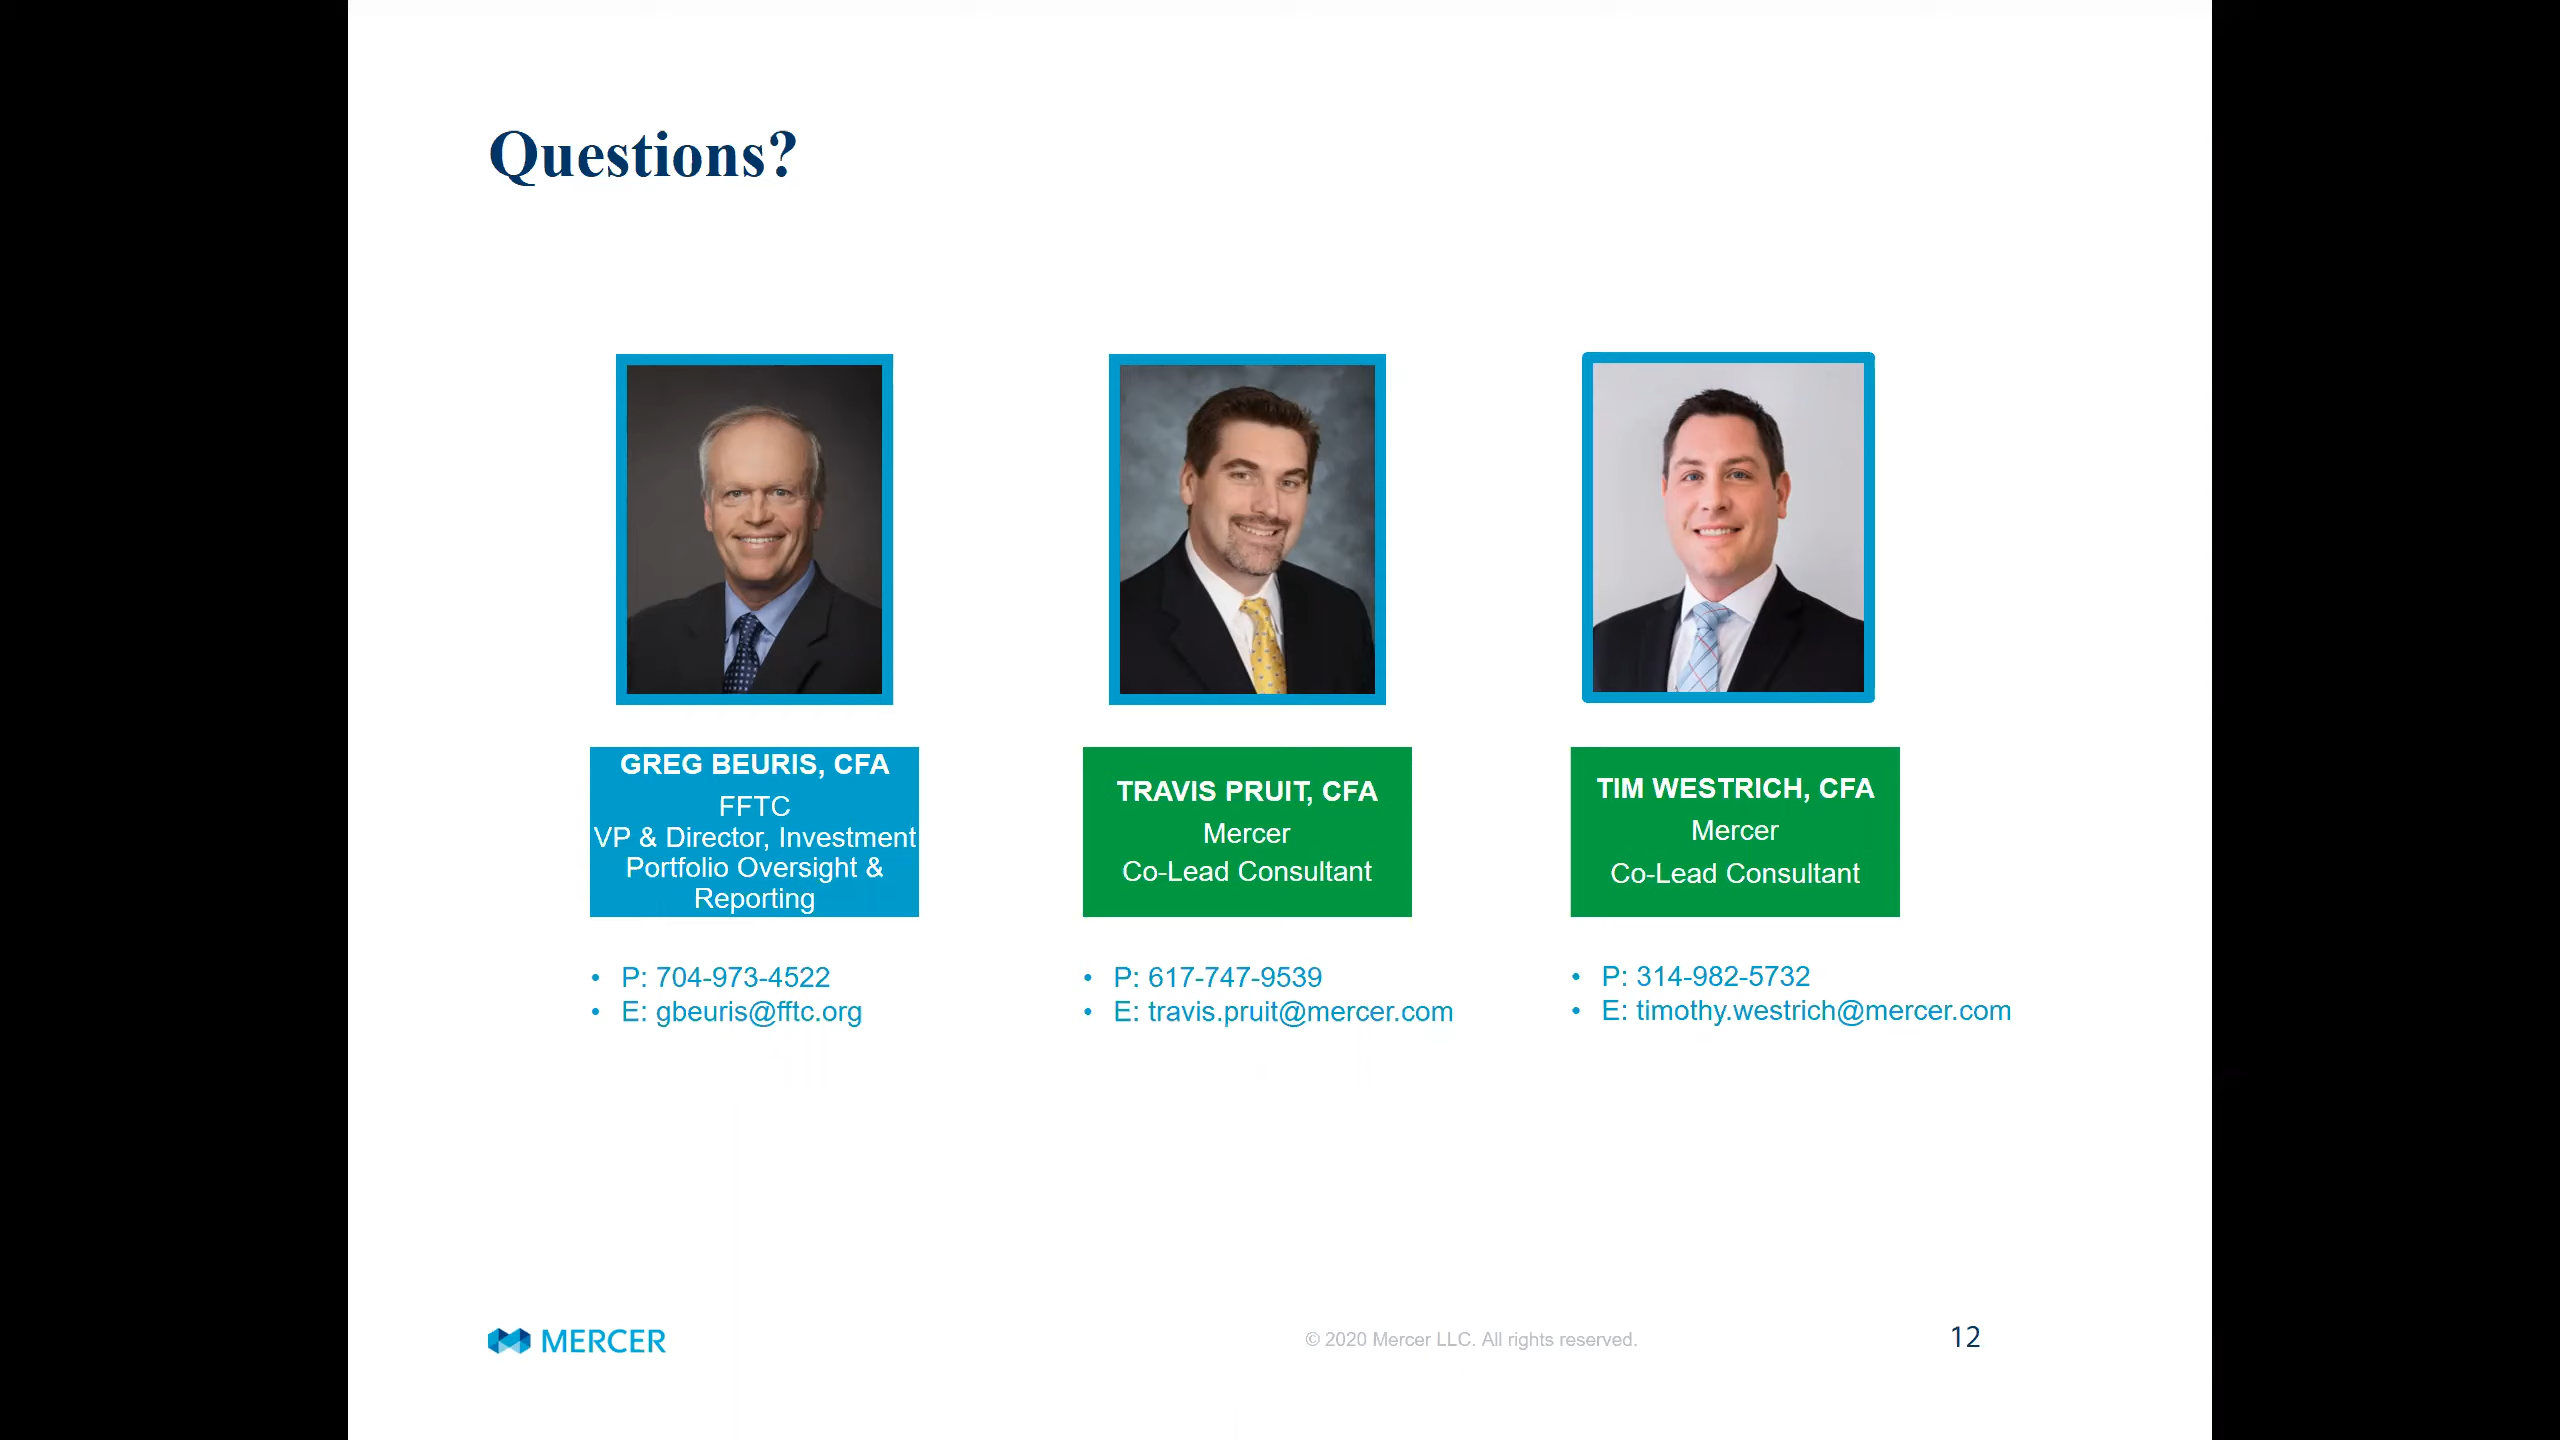 Questions?
GREG BEURIS, CFA
FFTC
VP & Director, Investment
Portfolio Oversight &
Reporting
• P: 704-973-4522
• E: gbeuris@fftc.org
TRAVIS PRUIT, CFA
Mercer
Co-Lead Consultant
• P: 617-747-9539
• E: travis.pruit@mercer.com
TIM WESTRICH, CFA
Mercer
Co-Lead Consultant
• P: 314-982-5732
• E: timothy.westrich@mercer.com
MERCER
© 2020 Mercer LLC. All rights reserved.
12